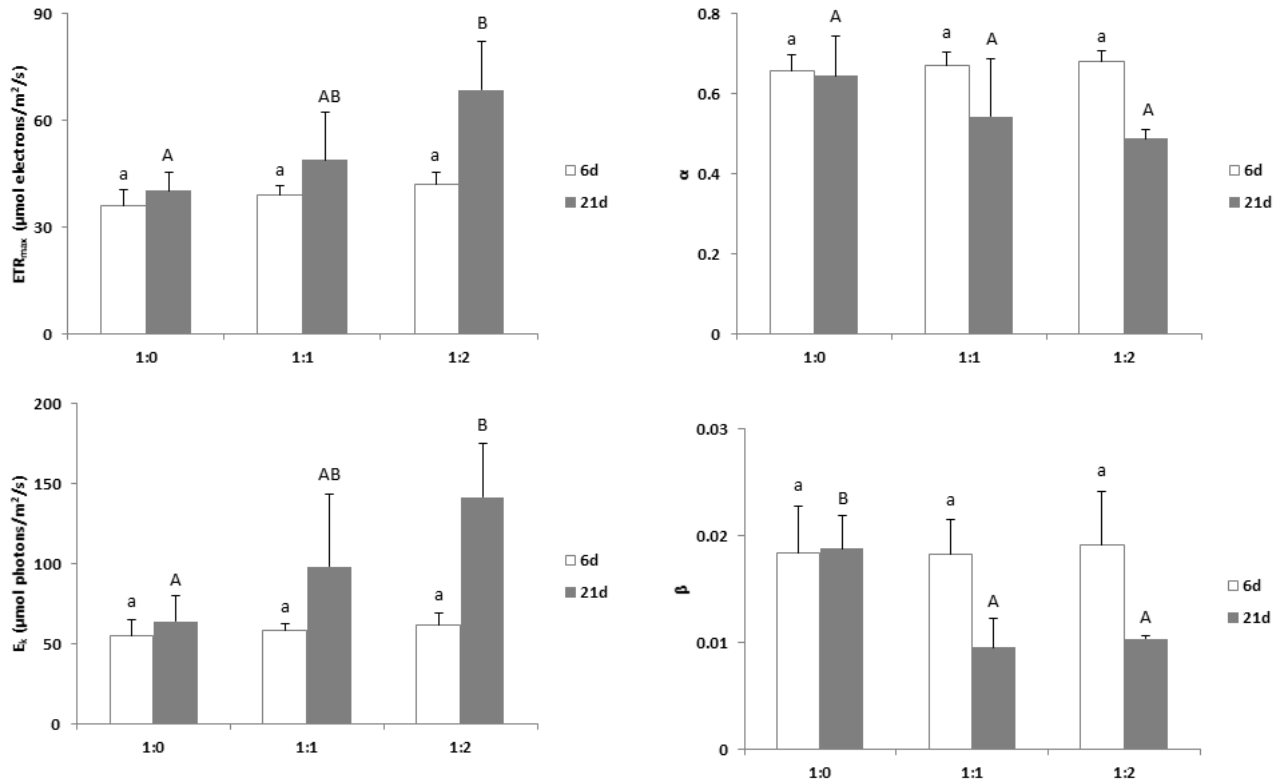 90
60
30
0
ETRmax (µmol electrons/m²/s)
a
A
a
AB
a
B
1:0
1:1
1:2
6d
21d
0.8
0.6
0.4
0.2
0
α
a
A
a
A
a
A
1:0
1:1
1:2
6d
21d
200
150
100
50
0
Ek (µmol photons/m²/s)
a
A
a
AB
a
B
1:0
1:1
1:2
6d
21d
0.03
0.02
0.01
0
β
a
B
a
A
a
A
1:0
1:1
1:2
6d
21d